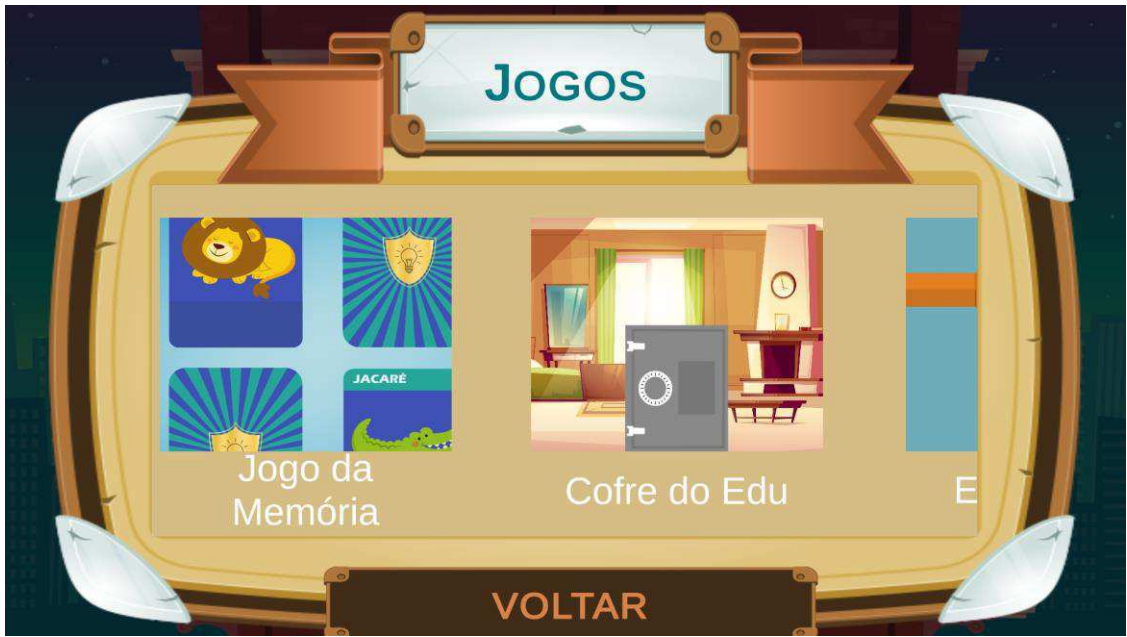 JOGOS
JACARÉ
Jogo da
Memória
Cofre do Edu
E
VOLTAR